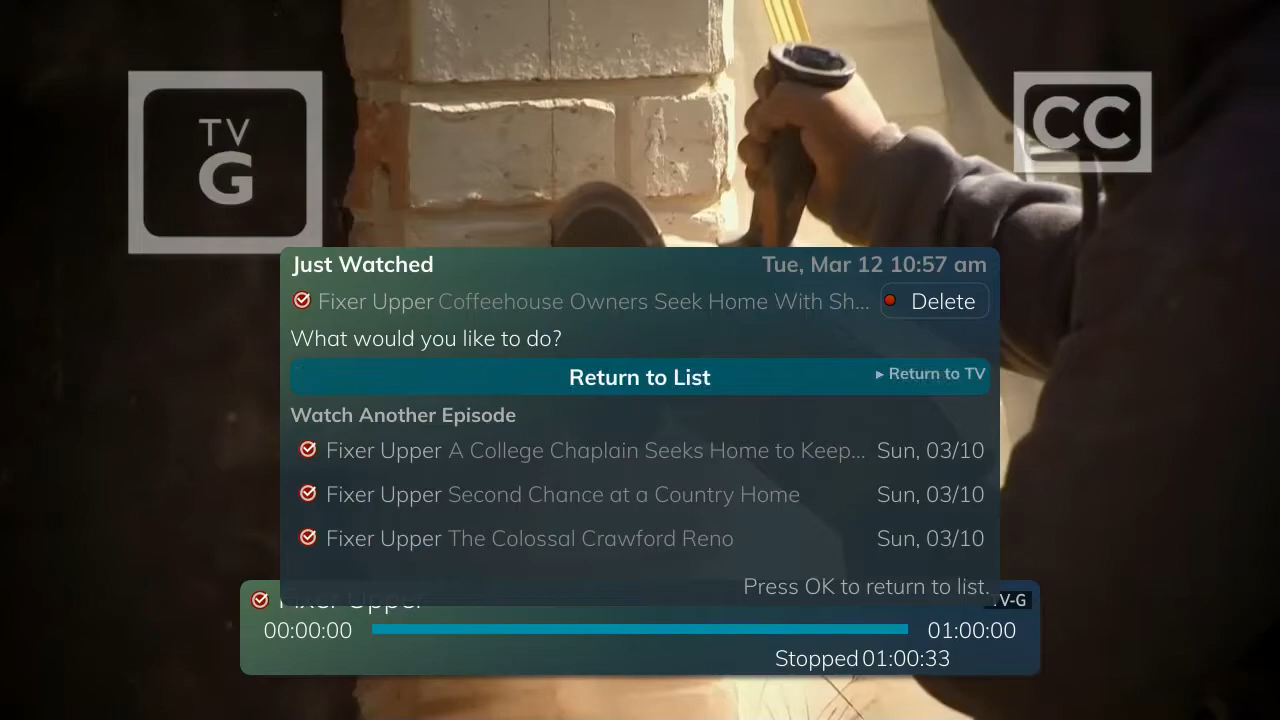 TV
G
CC
Just Watched Tue, Mar 12 10:57 am
Fixer Upper Coffeehouse Owners Seek Home With Sh... Delete
What would you like to do?
Return to List ▸ Return to TV
Watch Another Episode
Fixer Upper A College Chaplain Seeks Home to Keep... Sun, 03/10
Fixer Upper Second Chance at a Country Home Sun, 03/10
Fixer Upper The Colossal Crawford Reno Sun, 03/10
Press OK to return to list.
Fixer Upper TV-G
00:00:00 01:00:00
Stopped 01:00:33